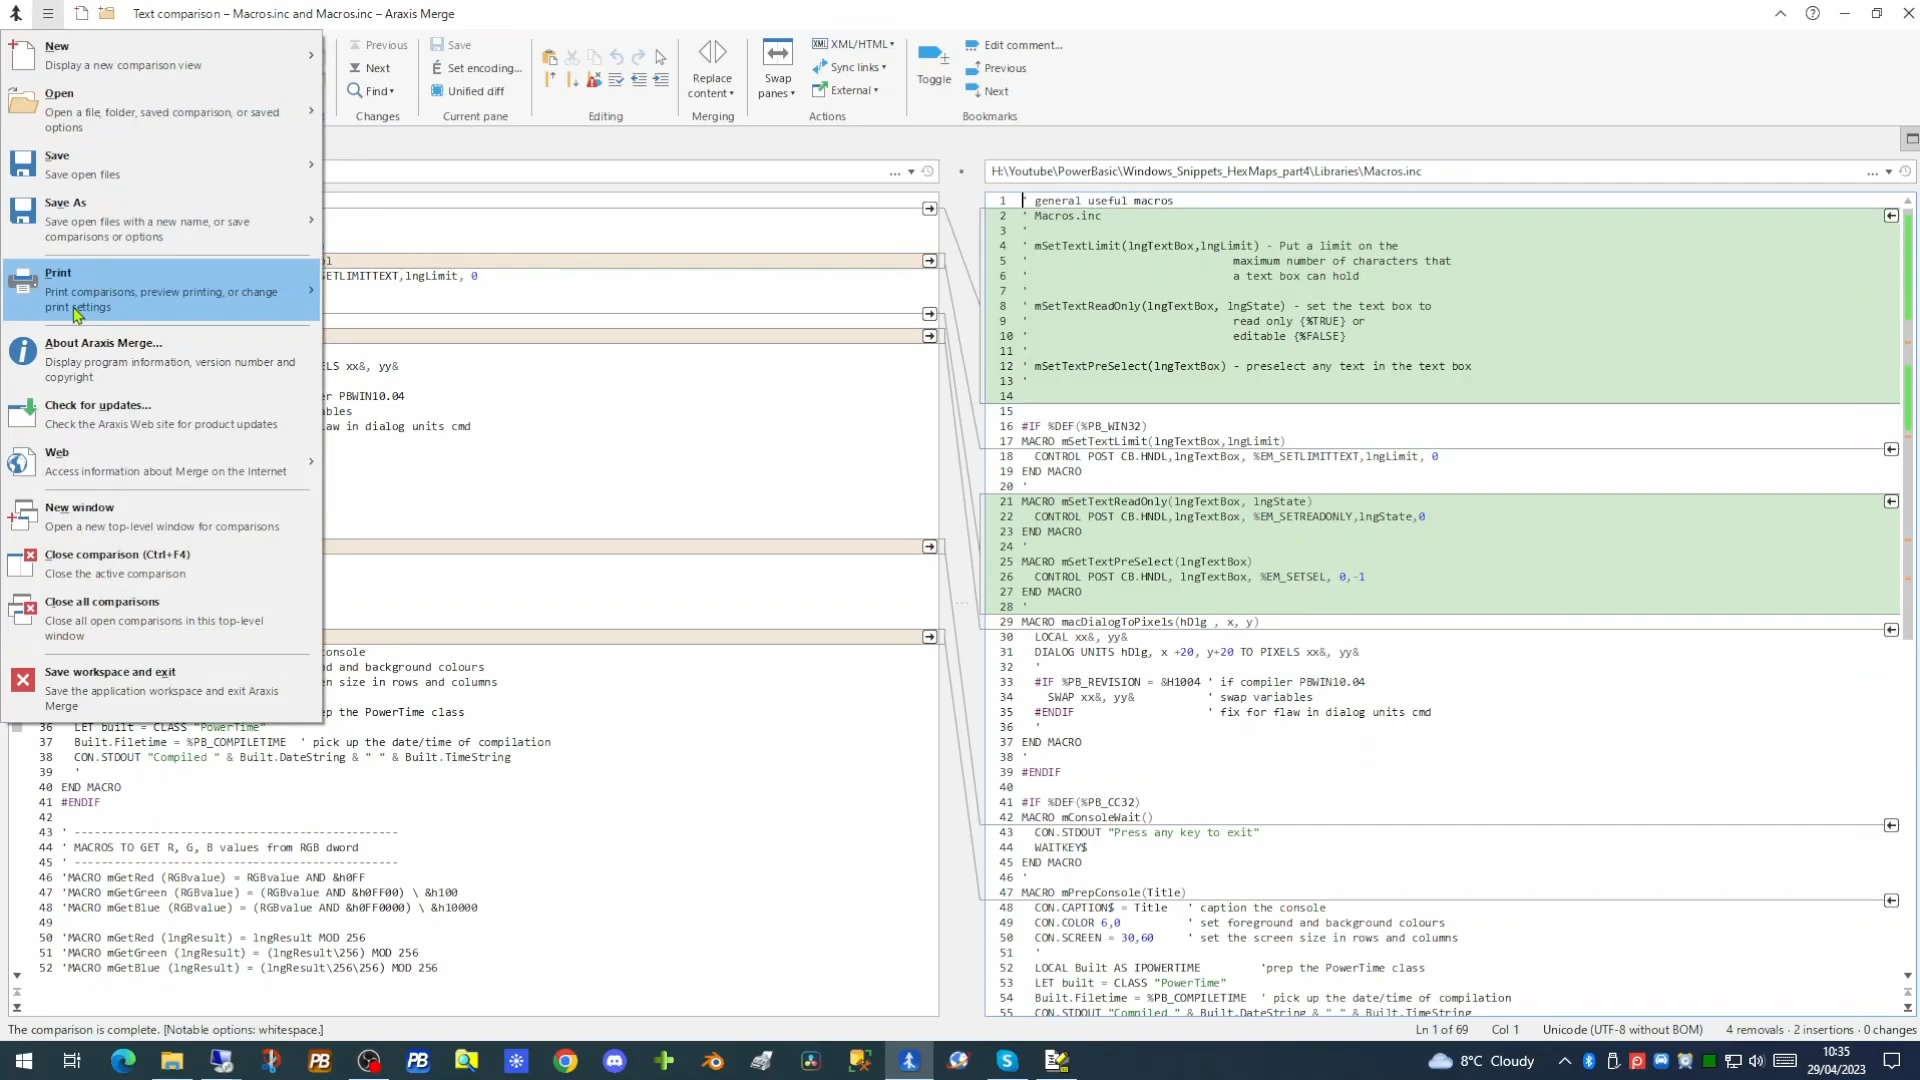 Text comparison – Macros.inc and Macros.inc – Araxis Merge
New
Display a new comparison view
Open
Open a file, folder, saved comparison, or saved
options
Save
Save open files
Save As
Save open files with a new name, or save
comparisons or options
Print
Print comparisons, preview printing, or change
print settings
About Araxis Merge...
Display program information, version number and
copyright
Check for updates...
Check the Araxis Web site for product updates
Web
Access information about Merge on the Internet
New window
Open a new top-level window for comparisons
Close comparison (Ctrl+F4)
Close the active comparison
Close all comparisons
Close all open comparisons in this top-level
window
Save workspace and exit
Save the application workspace and exit Araxis
Merge
Previous
Next
Find
Changes
Save
Set encoding...
Unified diff
Current pane
Editing
Replace
content
Merging
Swap
panes
XML/HTML
Sync links
External
Actions
Toggle
Edit comment...
Previous
Next
Bookmarks
ETLIMITTEXT,lngLimit, 0
ELS xx&, yy&
er PBWIN10.04
ables
aw in dialog units cmd
console
nd and background colours
en size in rows and columns
ep the PowerTime class
36 LET built = CLASS "PowerTime"
37 Built.Filetime = %PB_COMPILETIME ' pick up the date/time of compilation
38 CON.STDOUT "Compiled " & Built.DateString & " " & Built.TimeString
39 '
40 END MACRO
41 #ENDIF
42
43 ' -------------------------------------------------
44 ' MACROS TO GET R, G, B values from RGB dword
45 ' -------------------------------------------------
46 'MACRO mGetRed (RGBvalue) = RGBvalue AND &h0FF
47 'MACRO mGetGreen (RGBvalue) = (RGBvalue AND &h0FF00) \ &h100
48 'MACRO mGetBlue (RGBvalue) = (RGBvalue AND &h0FF0000) \ &h10000
49
50 'MACRO mGetRed (lngResult) = lngResult MOD 256
51 'MACRO mGetGreen (lngResult) = (lngResult\256) MOD 256
52 'MACRO mGetBlue (lngResult) = (lngResult\256\256) MOD 256
H:\Youtube\PowerBasic\Windows_Snippets_HexMaps_part4\Libraries\Macros.inc
1 ' general useful macros
2 ' Macros.inc
3 '
4 ' mSetTextLimit(lngTextBox,lngLimit) - Put a limit on the
5 ' maximum number of characters that
6 ' a text box can hold
7 '
8 ' mSetTextReadOnly(lngTextBox, lngState) - set the text box to
9 ' read only {%TRUE} or
10 ' editable {%FALSE}
11 '
12 ' mSetTextPreSelect(lngTextBox) - preselect any text in the text box
13 '
14
15
16 #IF %DEF(%PB_WIN32)
17 MACRO mSetTextLimit(lngTextBox,lngLimit)
18 CONTROL POST CB.HNDL,lngTextBox, %EM_SETLIMITTEXT,lngLimit, 0
19 END MACRO
20 '
21 MACRO mSetTextReadOnly(lngTextBox, lngState)
22 CONTROL POST CB.HNDL,lngTextBox, %EM_SETREADONLY,lngState,0
23 END MACRO
24 '
25 MACRO mSetTextPreSelect(lngTextBox)
26 CONTROL POST CB.HNDL, lngTextBox, %EM_SETSEL, 0,-1
27 END MACRO
28 '
29 MACRO macDialogToPixels(hDlg , x, y)
30 LOCAL xx&, yy&
31 DIALOG UNITS hDlg, x +20, y+20 TO PIXELS xx&, yy&
32 '
33 #IF %PB_REVISION = &H1004 ' if compiler PBWIN10.04
34 SWAP xx&, yy& ' swap variables
35 #ENDIF ' fix for flaw in dialog units cmd
36 '
37 END MACRO
38 '
39 #ENDIF
40
41 #IF %DEF(%PB_CC32)
42 MACRO mConsoleWait()
43 CON.STDOUT "Press any key to exit"
44 WAITKEY$
45 END MACRO
46 '
47 MACRO mPrepConsole(Title)
48 CON.CAPTION$ = Title ' caption the console
49 CON.COLOR 6,0 ' set foreground and background colours
50 CON.SCREEN = 30,60 ' set the screen size in rows and columns
51 '
52 LOCAL Built AS IPOWERTIME 'prep the PowerTime class
53 LET built = CLASS "PowerTime"
54 Built.Filetime = %PB_COMPILETIME ' pick up the date/time of compilation
55 CON.STDOUT "Compiled " & Built.DateString & " " & Built.TimeString
The comparison is complete. [Notable options: whitespace.]
Ln 1 of 69 Col 1 Unicode (UTF-8 without BOM) 4 removals · 2 insertions · 0 changes
8°C Cloudy
10:35
29/04/2023